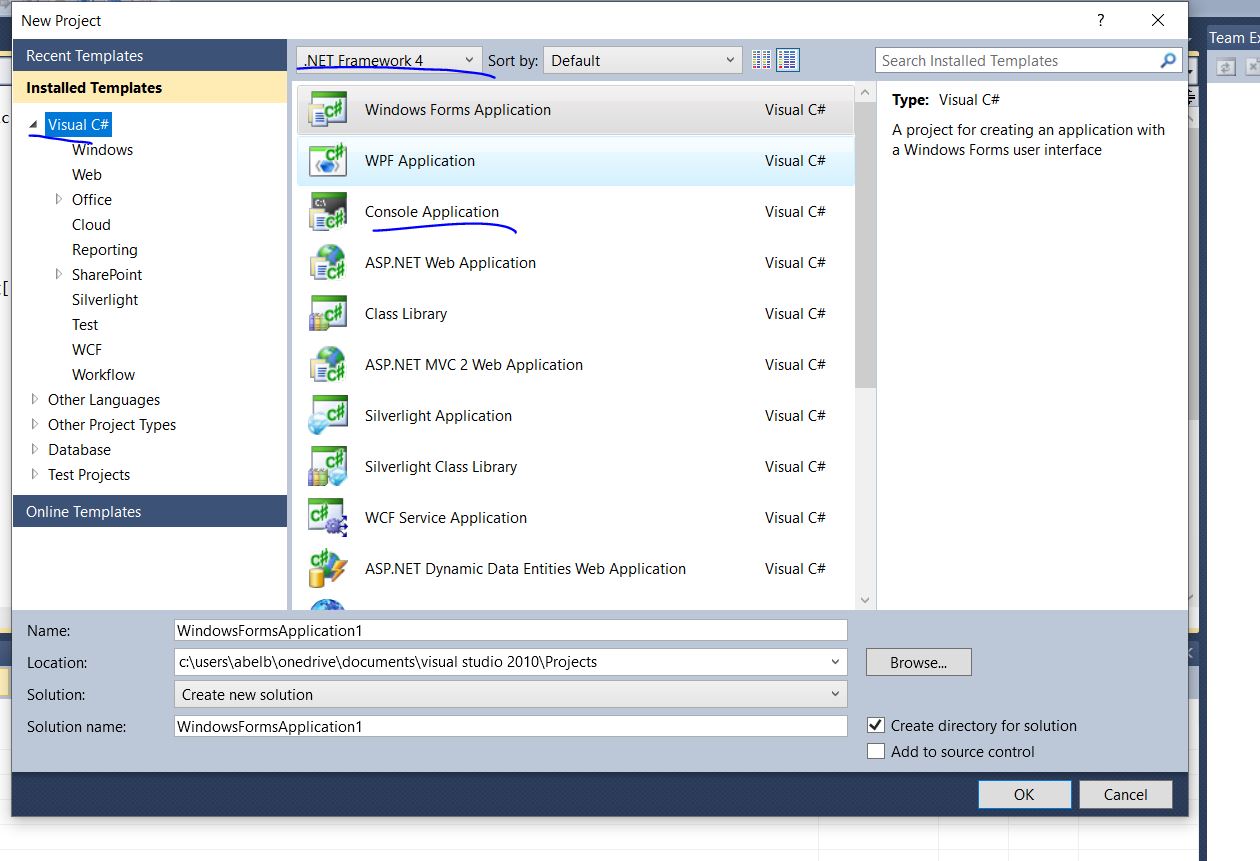 New Project
?
Recent Templates
.NET Framework 4
Sort by:
Default
Search Installed Templates
Team Ex
Installed Templates
Visual C#
Windows
Web
Office
Cloud
Reporting
SharePoint
Silverlight
Test
WCF
Workflow
Other Languages
Other Project Types
Database
Test Projects
Online Templates
Windows Forms Application Visual C#
WPF Application Visual C#
Console Application Visual C#
ASP.NET Web Application Visual C#
Class Library Visual C#
ASP.NET MVC 2 Web Application Visual C#
Silverlight Application Visual C#
Silverlight Class Library Visual C#
WCF Service Application Visual C#
ASP.NET Dynamic Data Entities Web Application Visual C#
Type: Visual C#
A project for creating an application with
a Windows Forms user interface
Name: WindowsFormsApplication1
Location: c:\users\abelb\onedrive\documents\visual studio 2010\Projects
Browse...
Solution: Create new solution
Solution name: WindowsFormsApplication1
Create directory for solution
Add to source control
OK
Cancel